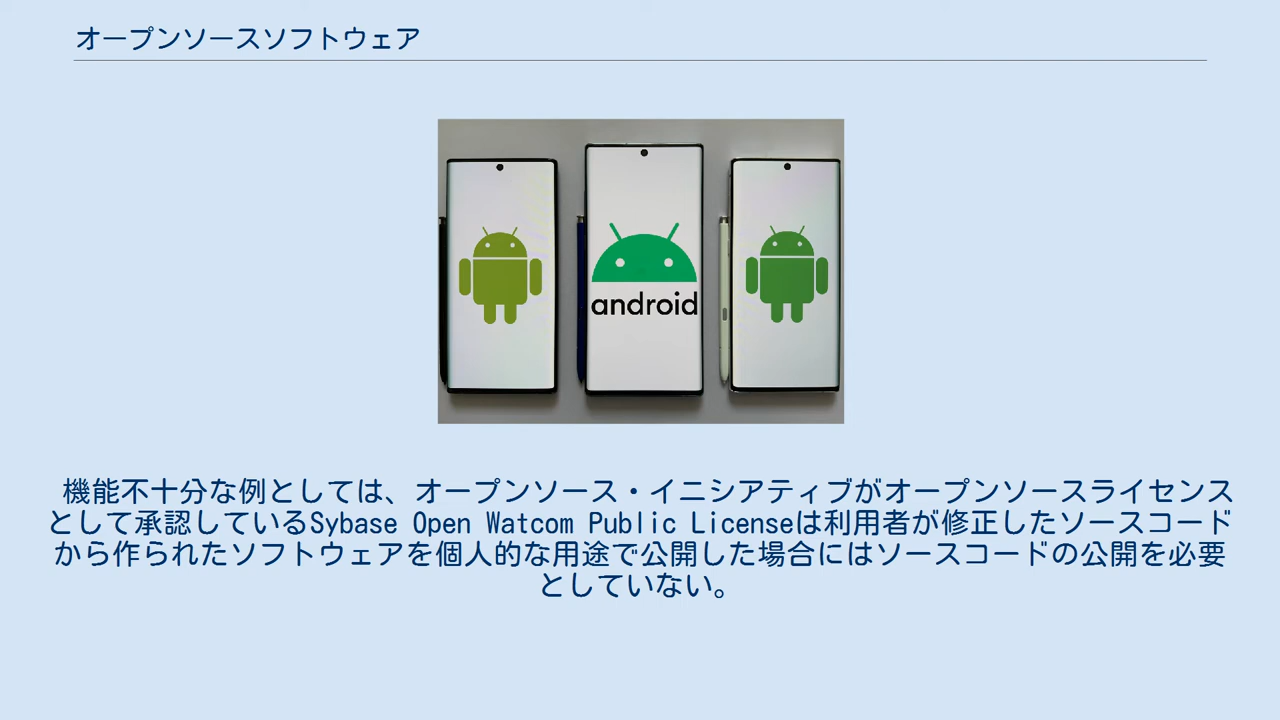 オープンソースソフトウェア
android
機能不十分な例としては、オープンソース・イニシアティブがオープンソースライセンス
として承認しているSybase Open Watcom Public Licenseは利用者が修正したソースコード
から作られたソフトウェアを個人的な用途で公開した場合にはソースコードの公開を必要
としていない。